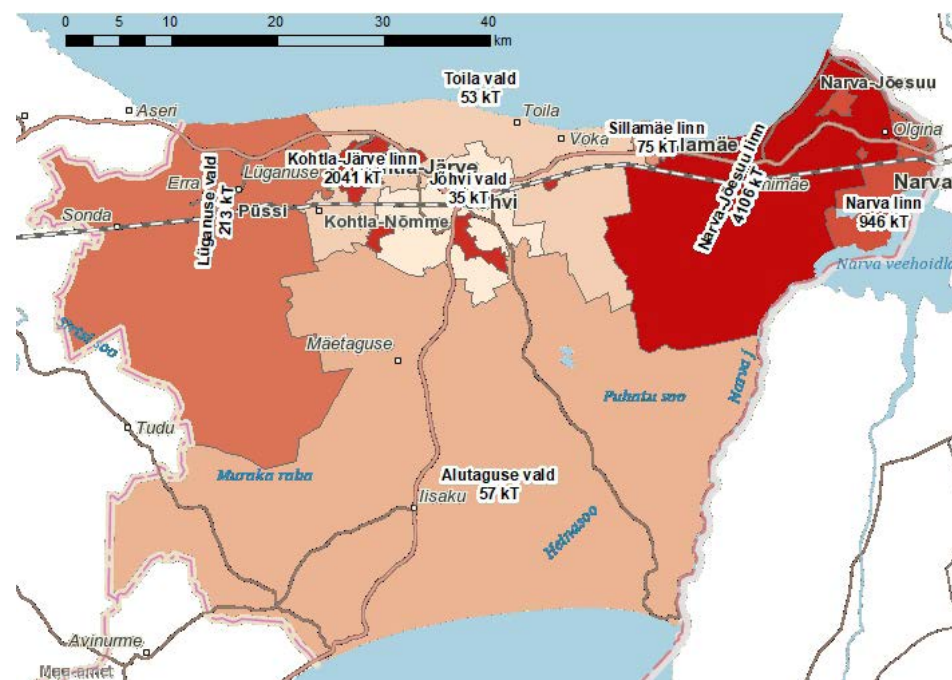 0 5 10 20 30 40
km
Toila vald
53 kT
Aseri
Toila
Narva-Jõesuu
Olgina
Voka
Sillamäe linn
75 kT
Kohtla-Järve linn
2041 kT
Järve
Jõhvi vald
35 kT
Lüganuse
Erra
Lüganuse vald
213 kT
Püssi
Sonda
Kohtla-Nõmme
Narva-Jõesuu linn
4106 kT
Narva
Narva linn
946 kT
Narva veehoidla
Mäetaguse
Narva j
Puhatu soo
Tudu
Muraka raba
Alutaguse vald
57 kT
Iisaku
Heinasoo
Avinurme
Maa-amet